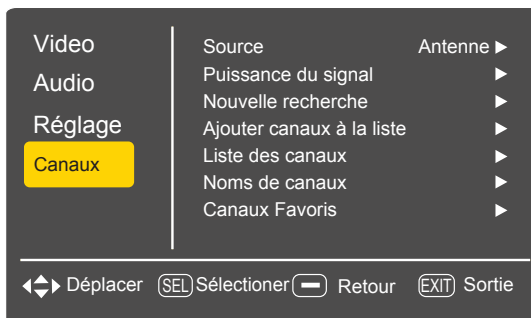 Video
Audio
Réglage
Canaux
Source Antenne
Puissance du signal
Nouvelle recherche
Ajouter canaux à la liste
Liste des canaux
Noms de canaux
Canaux Favoris
Déplacer SEL Sélectioner Retour EXIT Sortie